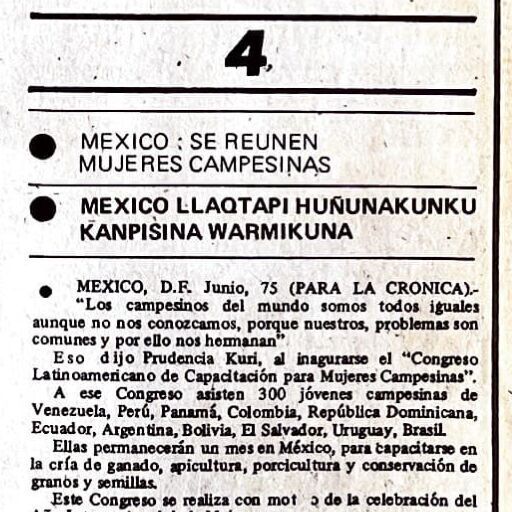 4
MEXICO : SE REUNEN
MUJERES CAMPESINAS
MEXICO LLAQTAPI HUÑUNAKUNKU
KANPISINA WARMIKUNA
MEXICO, D.F. Junio, 75 (PARA LA CRONICA).-
"Los campesinos del mundo somos todos iguales
aunque no nos conozcamos, porque nuestros, problemas son
comunes y por ello nos hermanan"
Eso dijo Prudencia Kuri, al inagurarse el "Congreso
Latinoamericano de Capacitación para Mujeres Campesinas".
A ese Congreso asisten 300 jóvenes campesinas de
Venezuela, Perú, Panamá, Colombia, República Dominicana,
Ecuador, Argentina, Bolivia, El Salvador, Uruguay, Brasil.
Ellas permanecerán un mes en México, para capacitarse en
la cría de ganado, apicultura, porcicultura y conservación de
granos y semillas.
Este Congreso se realiza con de la celebración del